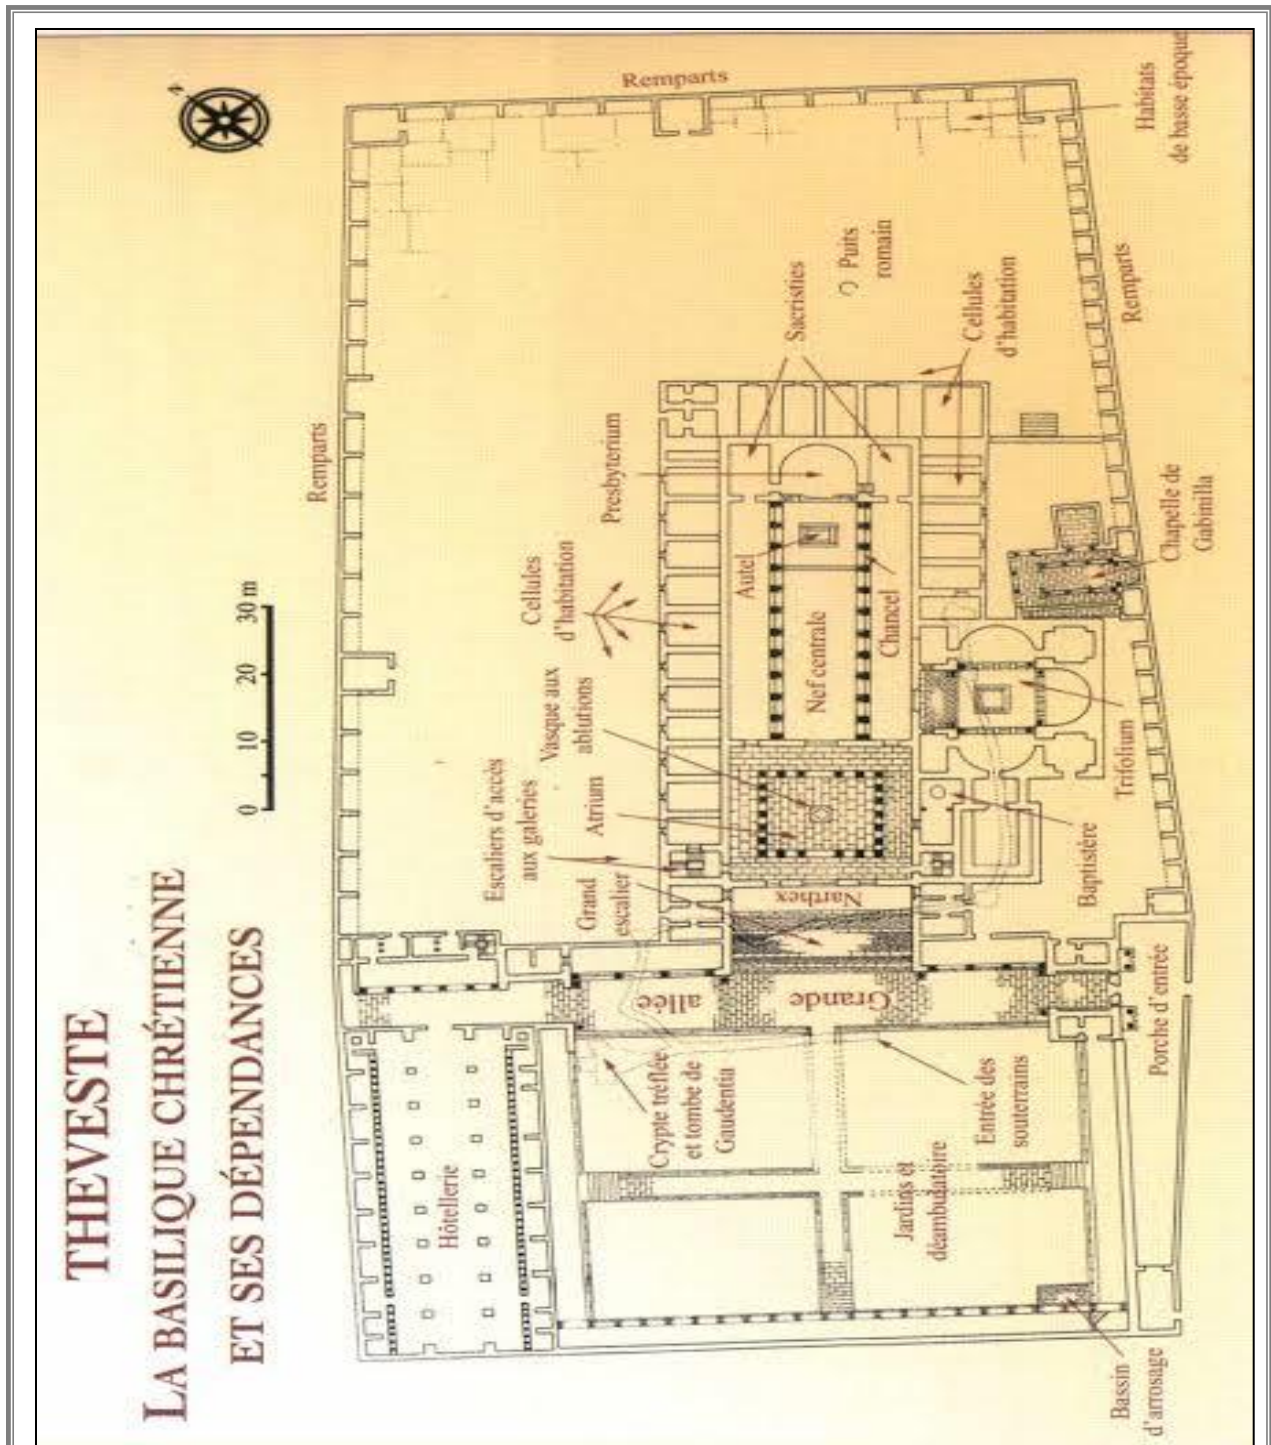 THEVESTE
LA BASILIQUE CHRÉTIENNE
ET SES DÉPENDANCES
N
0 10 20 30 m
Remparts
Remparts
Remparts
Habitats
de basse époque
Puits
romain
Sacristies
Cellules
d'habitation
Presbyterium
Cellules
d'habitation
Autel
Nef centrale
Chancel
Chapelle de
Gabinilla
Vasque aux
ablutions
Escaliers d'accès
aux galeries
Atrium
Grand
escalier
Narthex
Trifolium
Baptistère
Grande
allée
Porche d'entrée
Hôtellerie
Crypte tréflée
et tombe de
Gaudentia
Entrée des
souterrains
Jardins et
déambulatoire
Bassin
d'arrosage